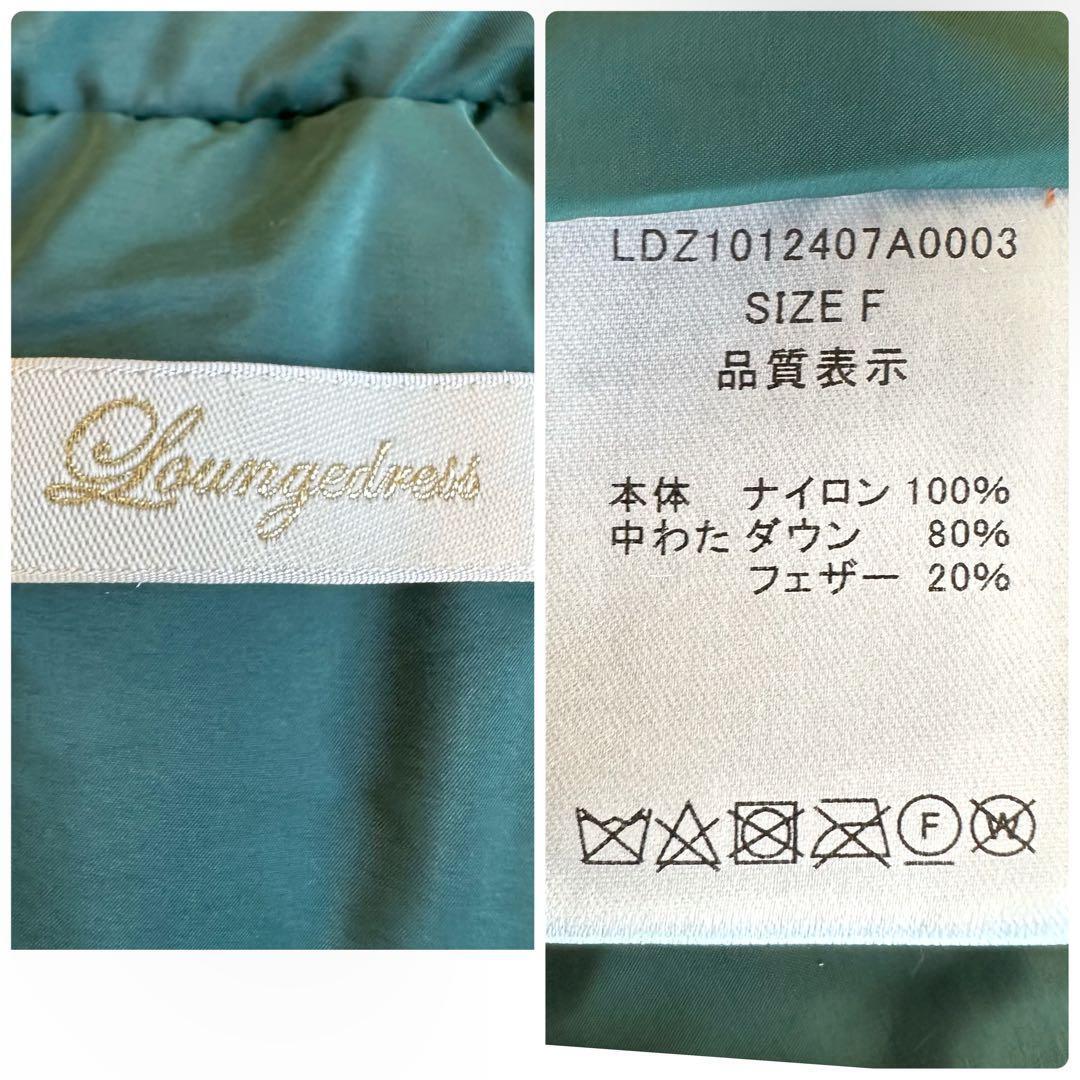 Loungedress
LDZ1012407A0003
SIZE F
品質表示
本体 ナイロン 100%
中わた ダウン 80%
フェザー 20%
F W